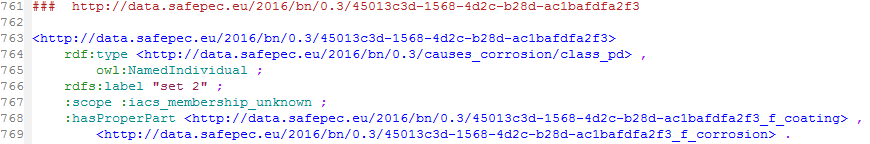 761 ### http://data.safepec.eu/2016/bn/0.3/45013c3d-1568-4d2c-b28d-ac1bafdfa2f3
762
763 <http://data.safepec.eu/2016/bn/0.3/45013c3d-1568-4d2c-b28d-ac1bafdfa2f3>
764 rdf:type <http://data.safepec.eu/2016/bn/0.3/causes_corrosion/class_pd> ,
765 owl:NamedIndividual ;
766 rdfs:label "set 2" ;
767 :scope :iacs_membership_unknown ;
768 :hasProperPart <http://data.safepec.eu/2016/bn/0.3/45013c3d-1568-4d2c-b28d-ac1bafdfa2f3_f_coating> ,
769 <http://data.safepec.eu/2016/bn/0.3/45013c3d-1568-4d2c-b28d-ac1bafdfa2f3_f_corrosion> .